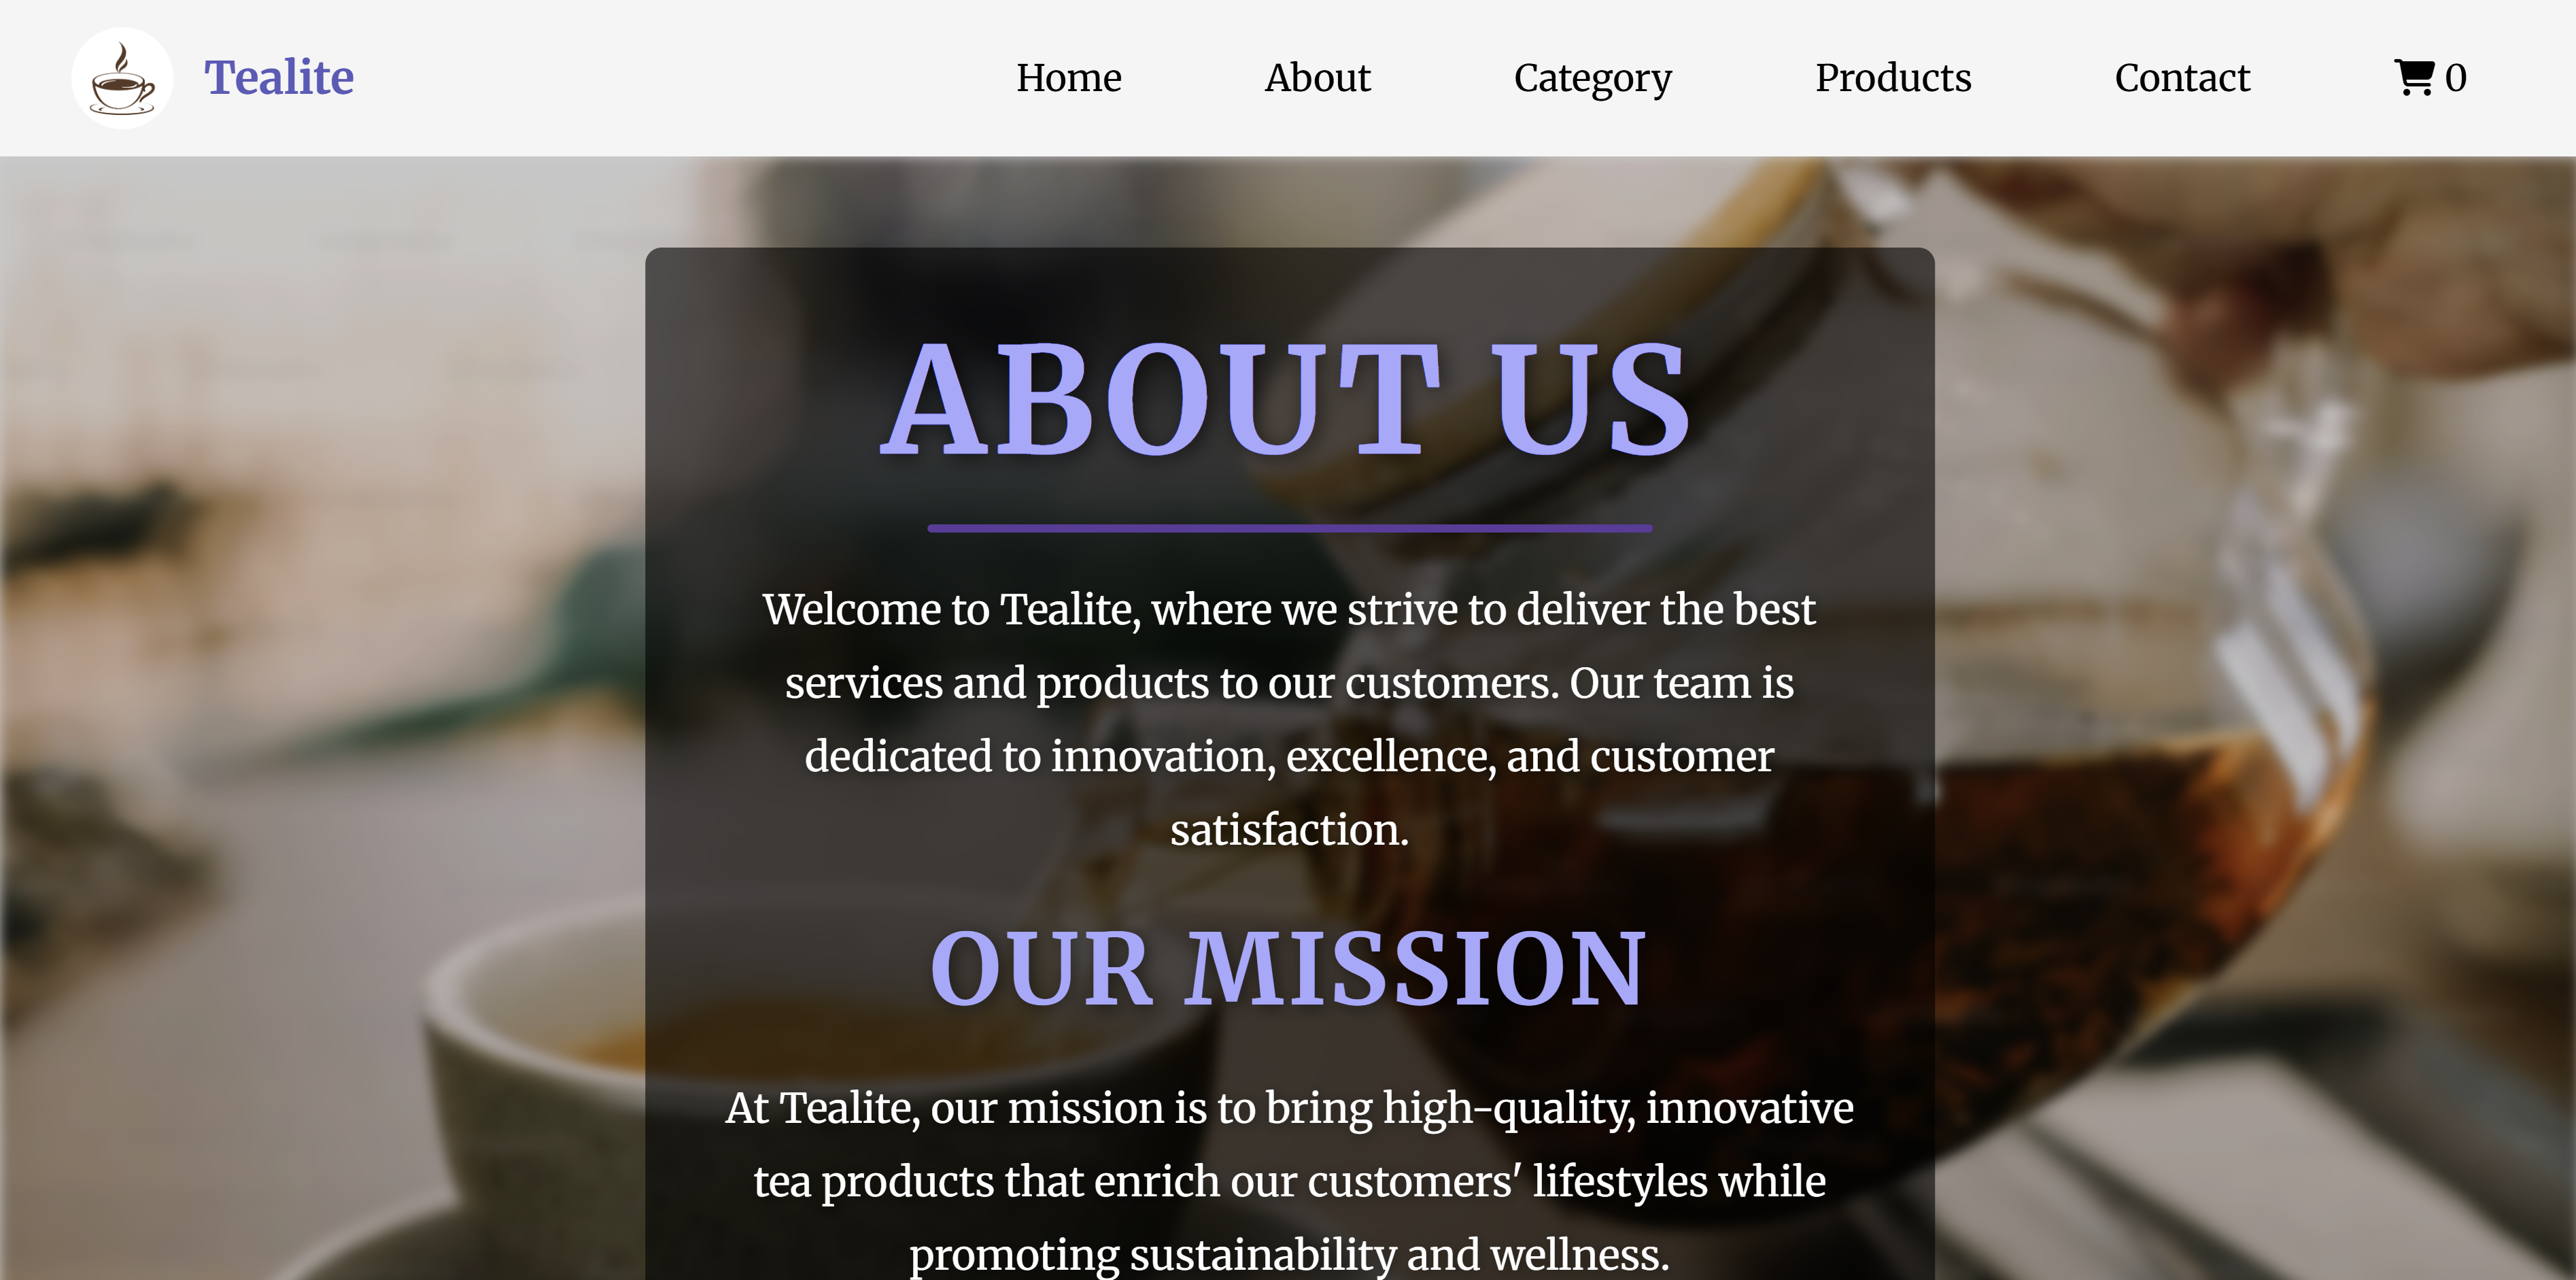 Tealite
Home About Category Products Contact 0
ABOUT US
Welcome to Tealite, where we strive to deliver the best
services and products to our customers. Our team is
dedicated to innovation, excellence, and customer
satisfaction.
OUR MISSION
At Tealite, our mission is to bring high-quality, innovative
tea products that enrich our customers' lifestyles while
promoting sustainability and wellness.